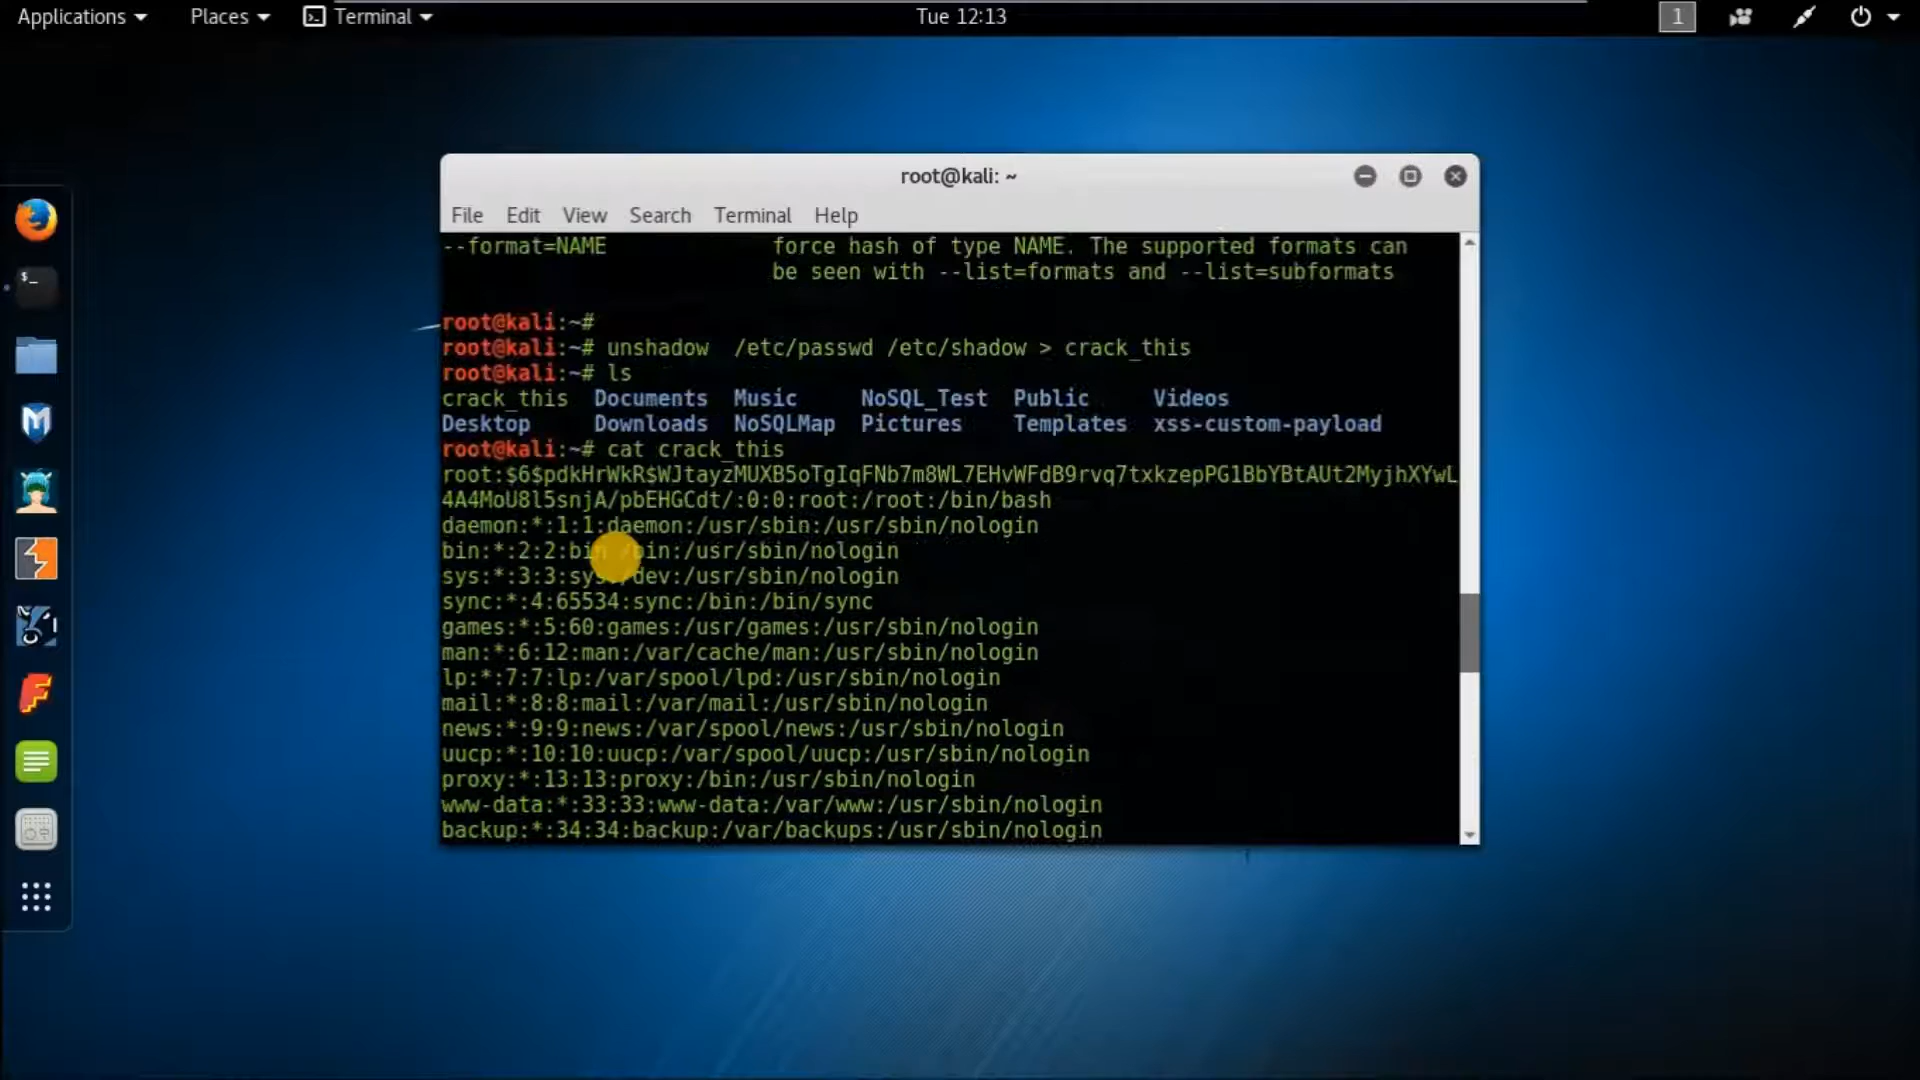 Applications Places Terminal Tue 12:13 1
root@kali: ~
File Edit View Search Terminal Help
--format=NAME force hash of type NAME. The supported formats can
be seen with --list=formats and --list=subformats
root@kali:~#
root@kali:~# unshadow /etc/passwd /etc/shadow > crack_this
root@kali:~# ls
crack_this Documents Music NoSQL_Test Public Videos
Desktop Downloads NoSQLMap Pictures Templates xss-custom-payload
root@kali:~# cat crack_this
root:$6$pdkHrWkR$WJtayzMUXB5oTgIqFNb7m8WL7EHvWFdB9rvq7txkzepPG1BbYBtAUt2MyjhXYwL
4A4MoU8l5snjA/pbEHGCdt/:0:0:root:/root:/bin/bash
daemon:*:1:1:daemon:/usr/sbin:/usr/sbin/nologin
bin:*:2:2:bin:/bin:/usr/sbin/nologin
sys:*:3:3:sys:/dev:/usr/sbin/nologin
sync:*:4:65534:sync:/bin:/bin/sync
games:*:5:60:games:/usr/games:/usr/sbin/nologin
man:*:6:12:man:/var/cache/man:/usr/sbin/nologin
lp:*:7:7:lp:/var/spool/lpd:/usr/sbin/nologin
mail:*:8:8:mail:/var/mail:/usr/sbin/nologin
news:*:9:9:news:/var/spool/news:/usr/sbin/nologin
uucp:*:10:10:uucp:/var/spool/uucp:/usr/sbin/nologin
proxy:*:13:13:proxy:/bin:/usr/sbin/nologin
www-data:*:33:33:www-data:/var/www:/usr/sbin/nologin
backup:*:34:34:backup:/var/backups:/usr/sbin/nologin